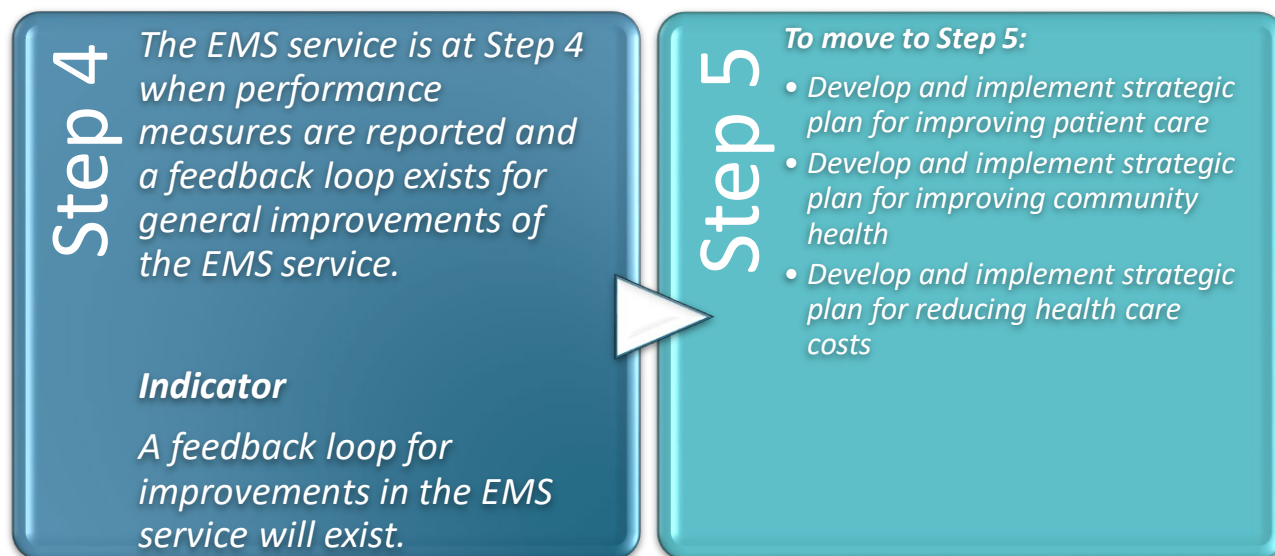 Step 4
The EMS service is at Step 4
when performance
measures are reported and
a feedback loop exists for
general improvements of
the EMS service.
Indicator
A feedback loop for
improvements in the EMS
service will exist.
Step 5
To move to Step 5:
• Develop and implement strategic
plan for improving patient care
• Develop and implement strategic
plan for improving community
health
• Develop and implement strategic
plan for reducing health care
costs